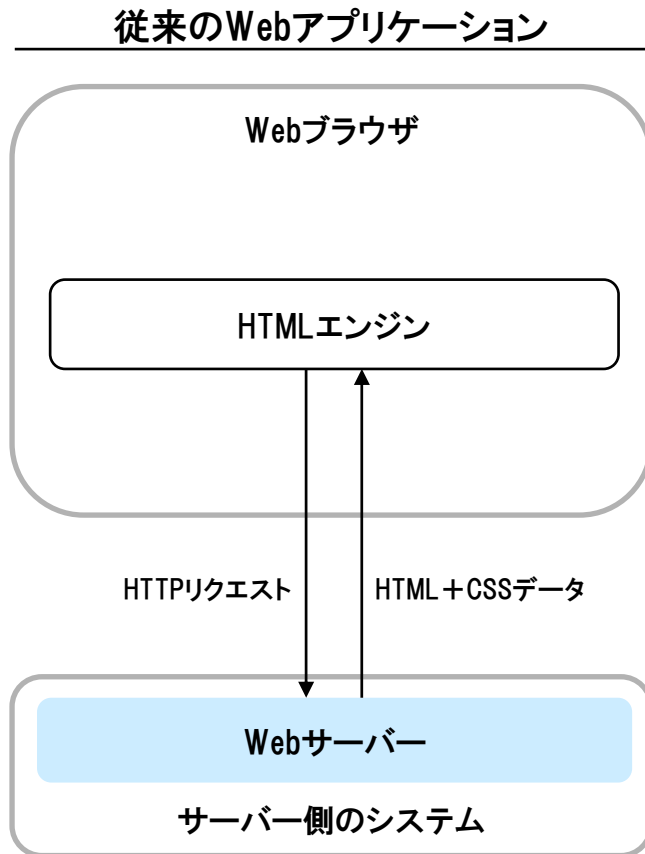 従来のWebアプリケーション
Webブラウザ
HTMLエンジン
HTTPリクエスト
HTML＋CSSデータ
Webサーバー
サーバー側のシステム